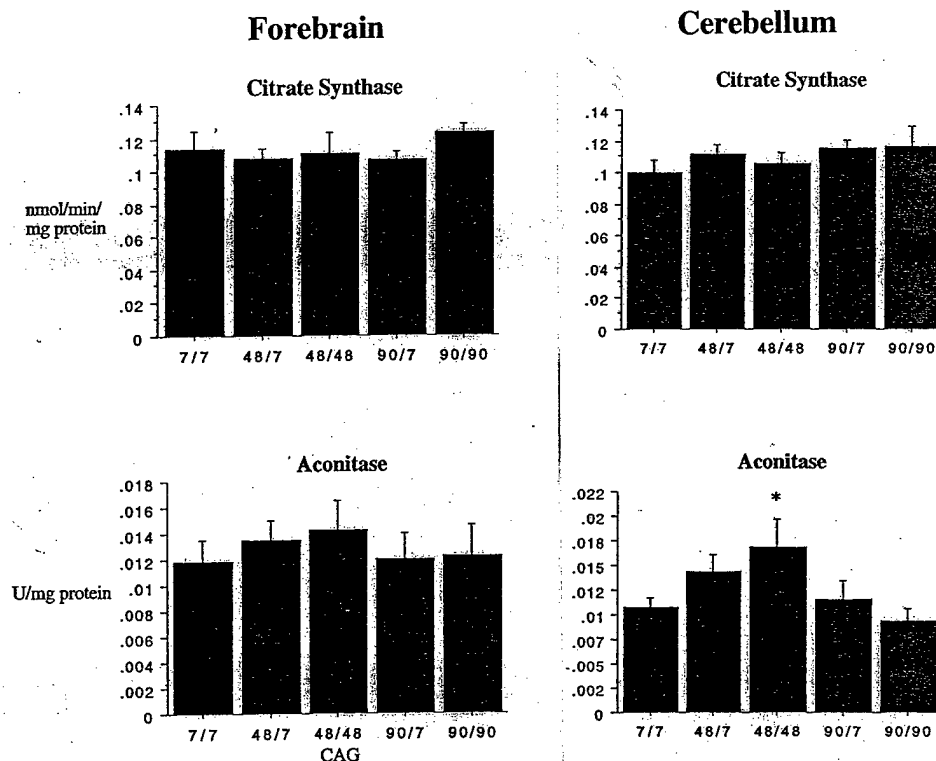 Forebrain
Citrate Synthase
nmol/min/
mg protein
.14
.12
.1
.08
.06
.04
.02
0
7/7 48/7 48/48 90/7 90/90
Aconitase
U/mg protein
.018
.016
.014
.012
.01
.008
.006
.004
.002
0
7/7 48/7 48/48 90/7 90/90
CAG
Cerebellum
Citrate Synthase
.14
.12
.1
.08
.06
.04
.02
0
7/7 48/7 48/48 90/7 90/90
Aconitase
*
.022
.02
.018
.015
.012
.01
.007
.005
.002
0
7/7 48/7 48/48 90/7 90/90